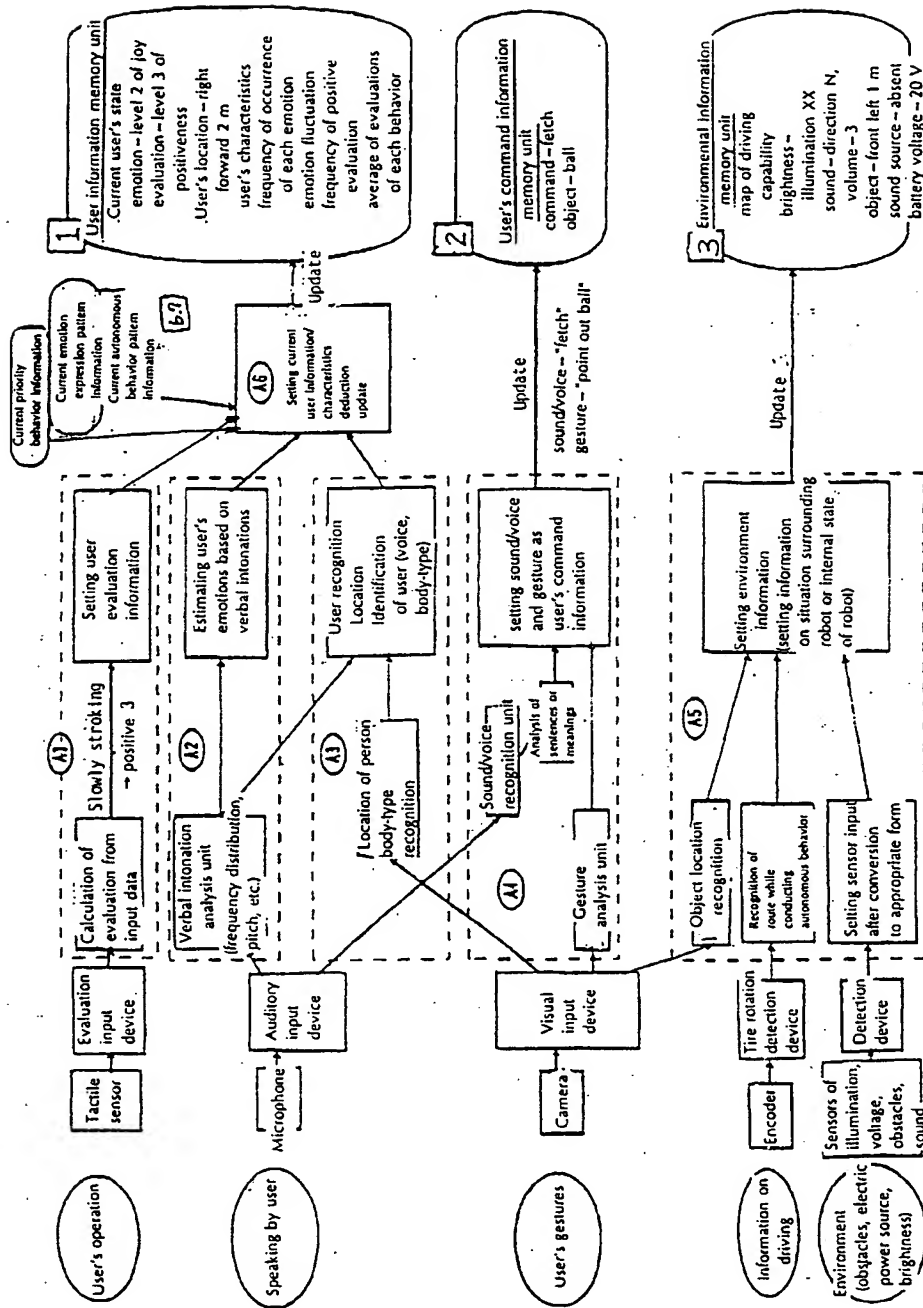 User's operation
Speaking by user
User's gestures
Information on
driving
Environment
(obstacles, electric
power source,
brightness)
Tactile
sensor
Microphone
Camera
Encoder
Sensors of
illumination,
voltage,
obstacles,
sound
Evaluation
input
device
Auditory
input
device
Visual
input
device
Tire rotation
detection
device
Detection
device
A1
Calculation of
evaluation from
input data
Slowly stroking
→ positive 3
Setting user
evaluation
information
A2
Verbal intonation
analysis unit
(frequency distribution,
pitch, etc.)
Estimating user's
emotions based on
verbal intonations
A3
Location of person
body-type
recognition
User recognition
Location
Identification
of user (voice,
body-type)
A4
Sound/voice
recognition unit
Analysis of
sentences or
meanings
Gesture
analysis unit
setting sound/voice
and gesture as
user's command
information
A5
Object location
recognition
Recognition of
route while
conducting
autonomous behavior
Setting sensor input
after conversion
to appropriate form
Setting environment
information
(setting information
on situation surrounding
robot or internal state
of robot)
Current priority
behavior information
Current emotion
expression pattern
information
Current autonomous
behavior pattern
information
6.7
A6
Setting current
user information/
characteristics
deduction
update
Update
Update
sound/voice – "fetch"
gesture – "point out ball"
Update
1
User information memory unit
.Current user's state
emotion – level 2 of joy
evaluation – level 3 of
positiveness
.User's location – right
forward 2 m
user's characteristics
frequency of occurrence
of each emotion
emotion fluctuation
frequency of positive
evaluation
average of evaluations
of each behavior
2
User's command information
memory unit
command – fetch
object – ball
3
Environmental Information
memory unit
map of driving
capability
brightness –
illumination XX
sound – direction N,
volume – 3
object – front left 1 m
sound source – absent
battery voltage – 20 V